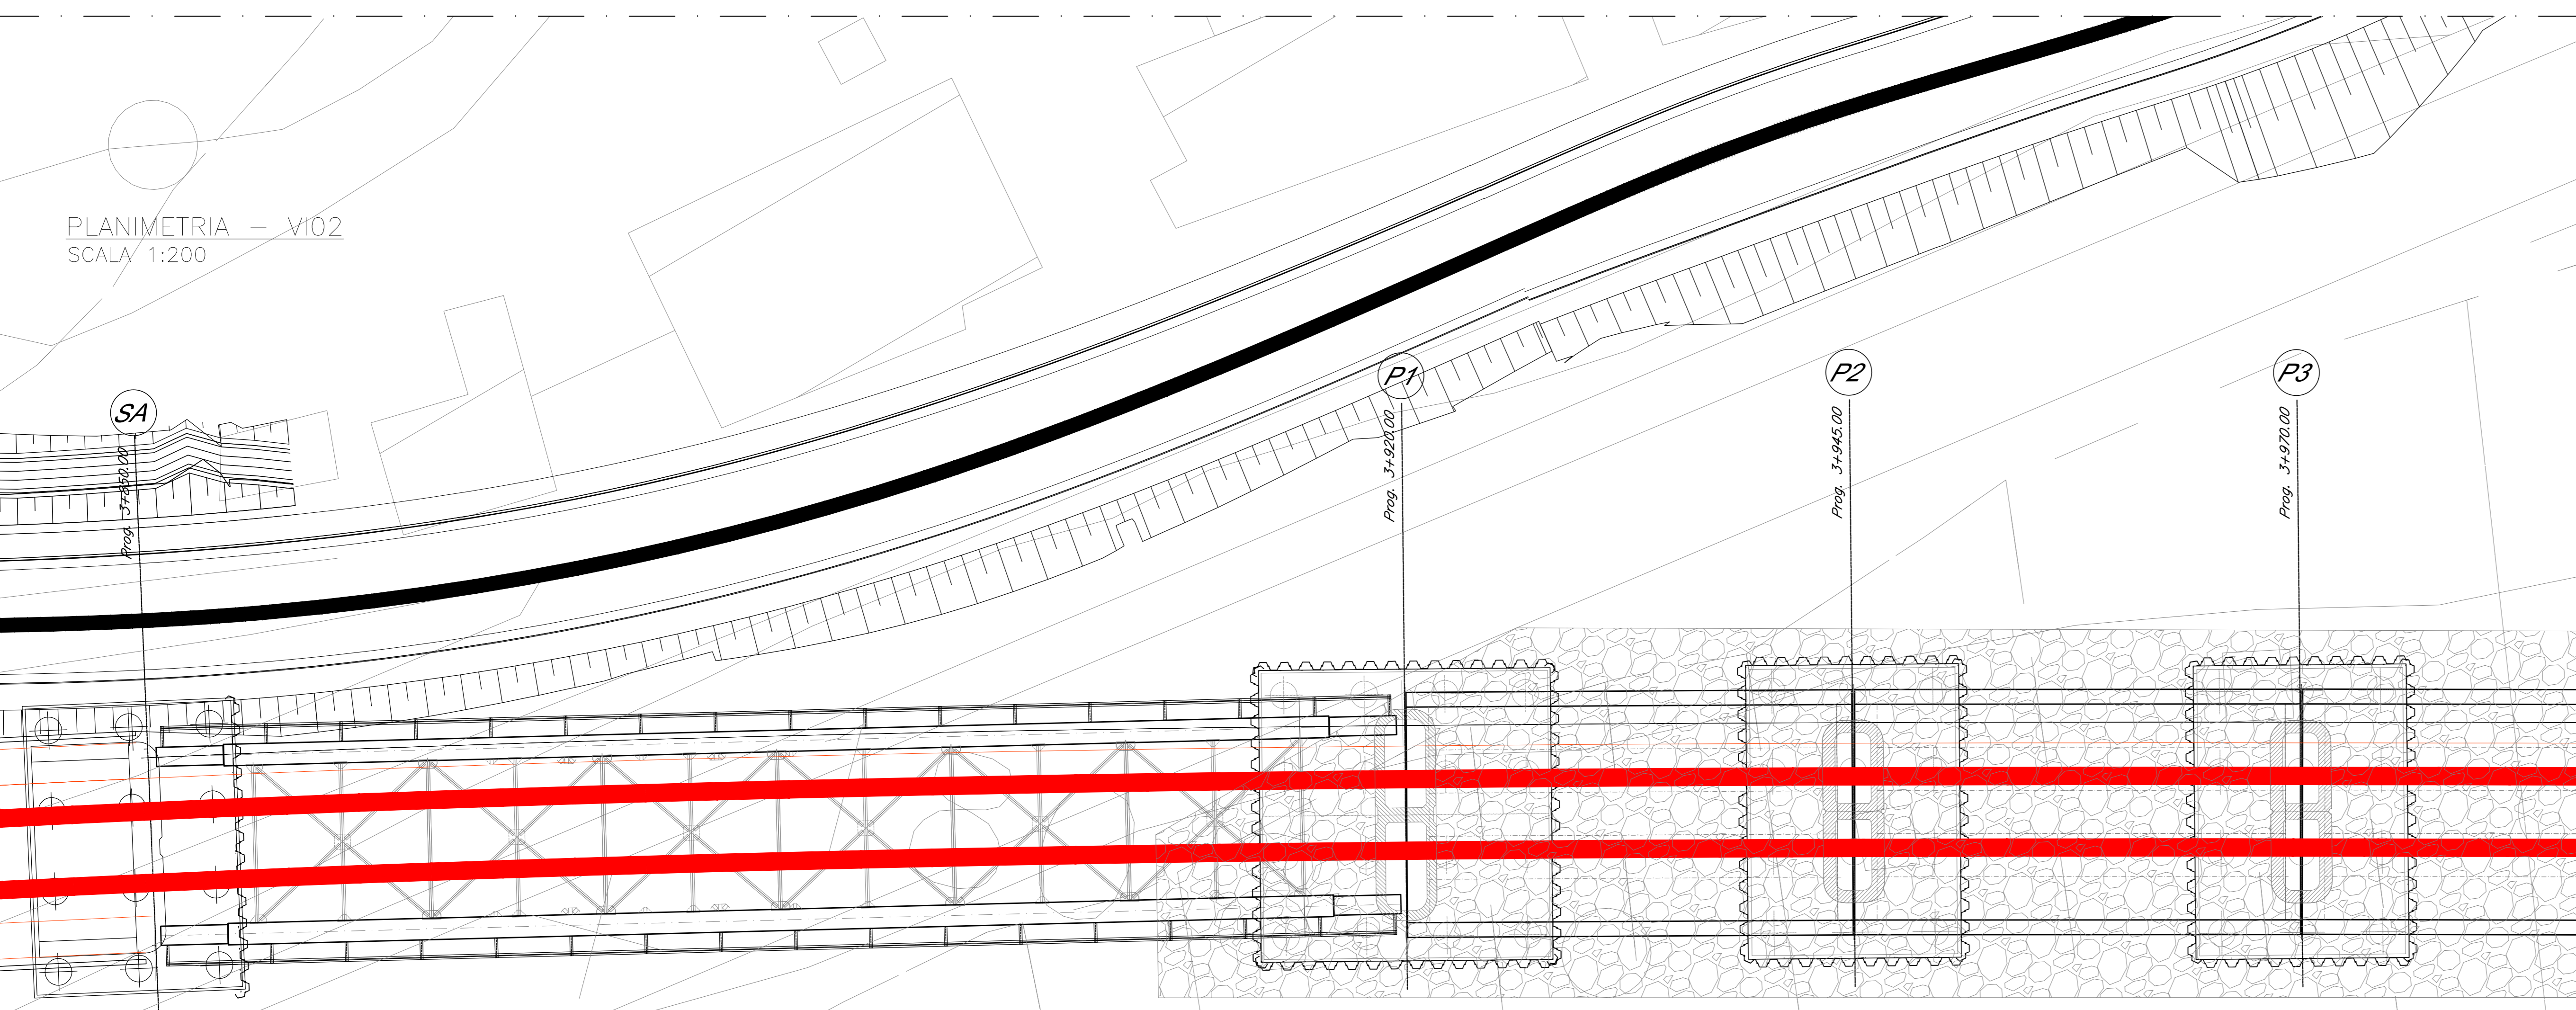 PLANIMETRIA - VI02
SCALA 1:200
SA
Prog. 3+850.00
P1
Prog. 3+920.00
P2
Prog. 3+945.00
P3
Prog. 3+970.00